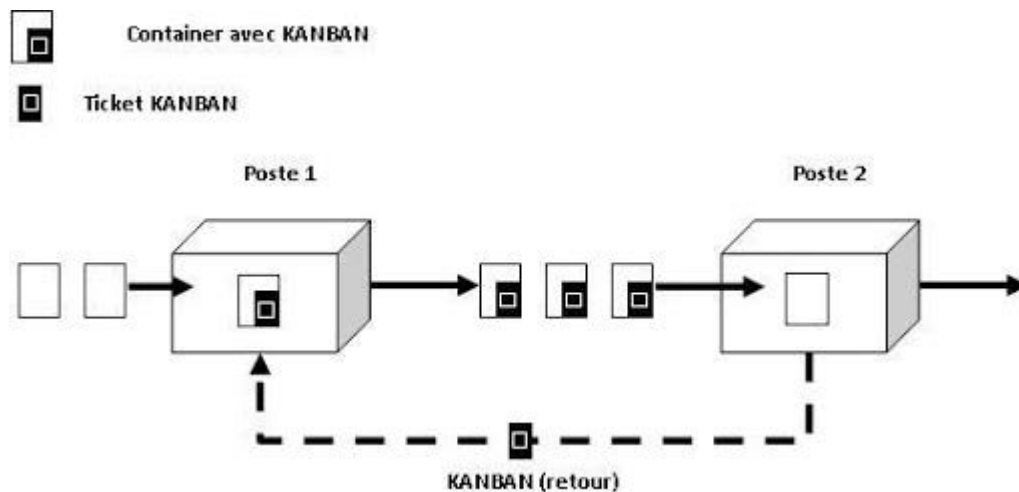 Container avec KANBAN
Ticket KANBAN
Poste 1
Poste 2
KANBAN (retour)